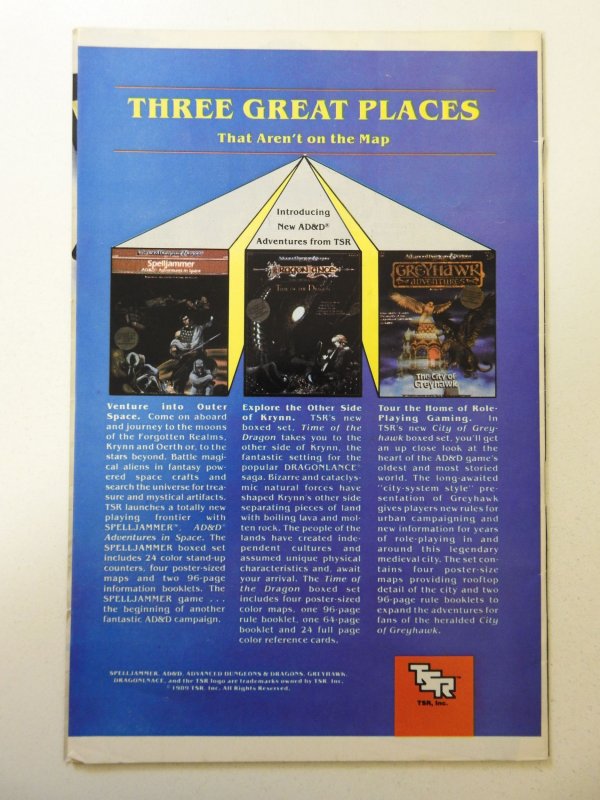 THREE GREAT PLACES
That Aren't on the Map
Introducing
New AD&D®
Adventures from TSR
Advanced Dungeons & Dragons
Spelljammer
AD&D Adventures in Space
Advanced Dungeons & Dragons
DRAGONLANCE
TIME OF THE DRAGON
Advanced Dungeons & Dragons
GREYHAWK
ADVENTURES
The City of
Greyhawk
Venture into Outer
Space. Come on aboard
and journey to the moons
of the Forgotten Realms,
Krynn and Oerth or, to the
stars beyond. Battle magi-
cal aliens in fantasy pow-
ered space crafts and
search the universe for trea-
sure and mystical artifacts.
TSR launches a totally new
playing frontier with
SPELLJAMMER™, AD&D®
Adventures in Space. The
SPELLJAMMER boxed set
includes 24 color stand-up
counters, four poster-sized
maps and two 96-page
information booklets. The
SPELLJAMMER game . . .
the beginning of another
fantastic AD&D campaign.
Explore the Other Side
of Krynn. TSR's new
boxed set, Time of the
Dragon takes you to the
other side of Krynn, the
fantastic setting for the
popular DRAGONLANCE®
saga. Bizarre and cataclys-
mic natural forces have
shaped Krynn's other side
separating pieces of land
with boiling lava and mol-
ten rock. The people of the
lands have created inde-
pendent cultures and
assumed unique physical
characteristics and, await
your arrival. The Time of
the Dragon boxed set
includes four poster-sized
color maps, one 96-page
rule booklet, one 64-page
booklet and 24 full page
color reference cards.
Tour the Home of Role-
Playing Gaming. In
TSR's new City of Grey-
hawk boxed set, you'll get
an up close look at the
heart of the AD&D game's
oldest and most storied
world. The long-awaited
"city-system style" pre-
sentation of Greyhawk
gives players new rules for
urban campaigning and
new information for years
of role-playing in and
around this legendary
medieval city. The set con-
tains four poster-size
maps providing rooftop
detail of the city and two
96-page rule booklets to
expand the adventures for
fans of the heralded City
of Greyhawk.
SPELLJAMMER, AD&D, ADVANCED DUNGEONS & DRAGONS, GREYHAWK,
DRAGONLNACE, and the TSR logo are trademarks owned by TSR, Inc.
©1989 TSR, Inc. All Rights Reserved.
TSR™
TSR, Inc.